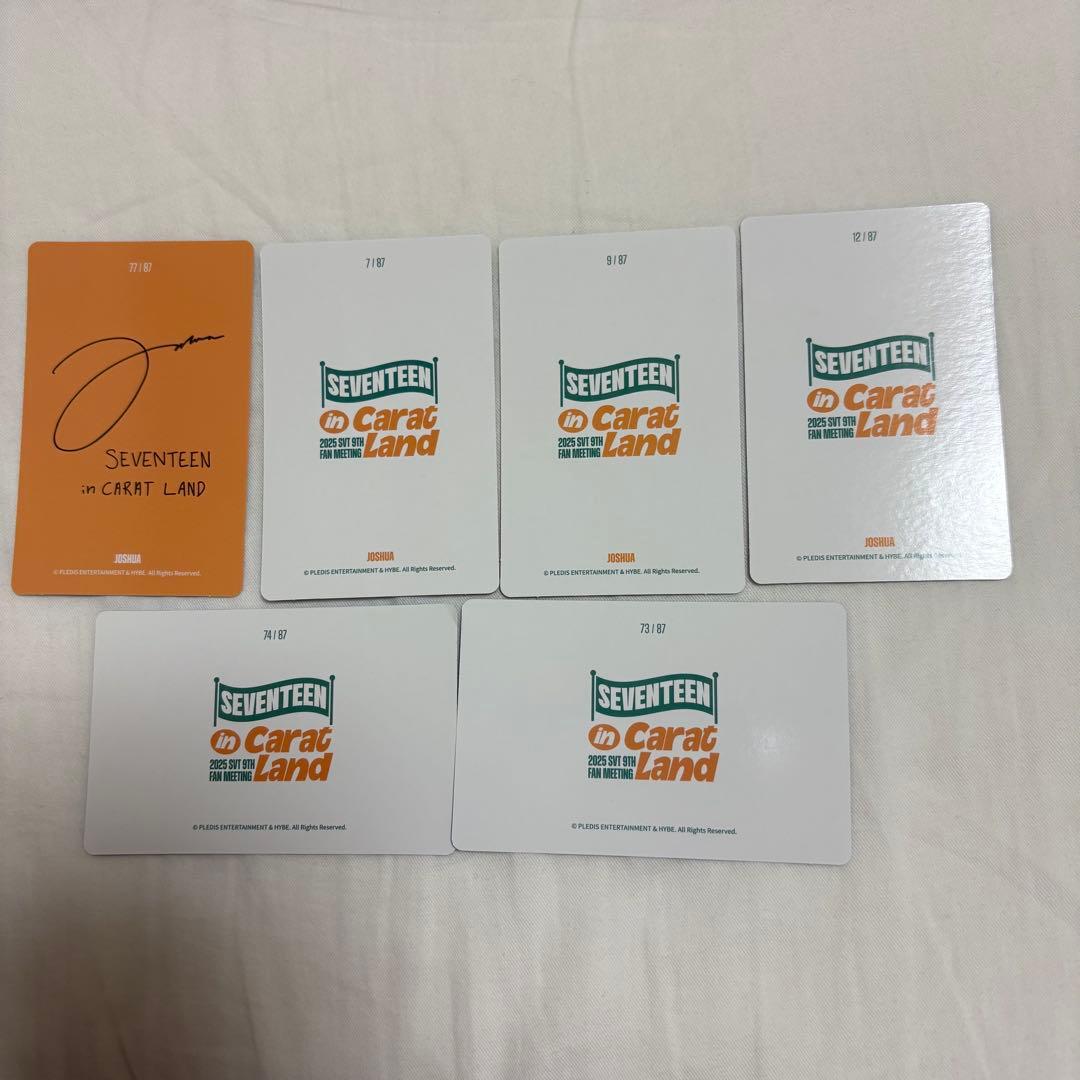 77 / 87
Joshua
SEVENTEEN
in CARAT LAND
JOSHUA
© PLEDIS ENTERTAINMENT & HYBE. All Rights Reserved.
7 / 87
SEVENTEEN
in Carat
2025 SVT 9TH
FAN MEETING
Land
JOSHUA
© PLEDIS ENTERTAINMENT & HYBE. All Rights Reserved.
9 / 87
SEVENTEEN
in Carat
2025 SVT 9TH
FAN MEETING
Land
JOSHUA
© PLEDIS ENTERTAINMENT & HYBE. All Rights Reserved.
12 / 87
SEVENTEEN
in Carat
2025 SVT 9TH
FAN MEETING
Land
JOSHUA
© PLEDIS ENTERTAINMENT & HYBE. All Rights Reserved.
74 / 87
SEVENTEEN
in Carat
2025 SVT 9TH
FAN MEETING
Land
© PLEDIS ENTERTAINMENT & HYBE. All Rights Reserved.
73 / 87
SEVENTEEN
in Carat
2025 SVT 9TH
FAN MEETING
Land
© PLEDIS ENTERTAINMENT & HYBE. All Rights Reserved.